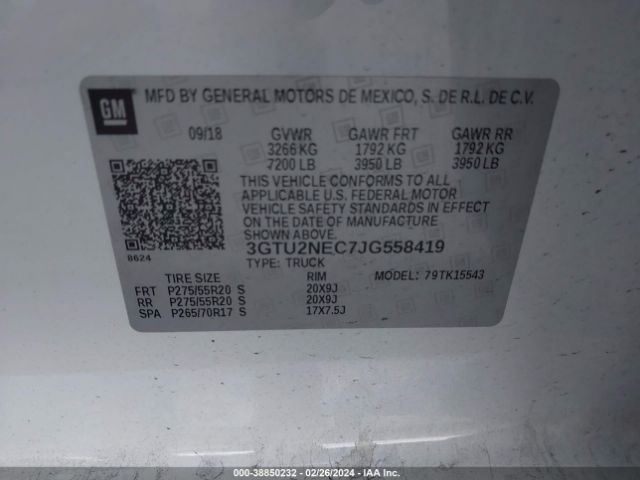 GM
MFD BY GENERAL MOTORS DE MEXICO, S. DE R.L. DE C.V.
09/18 GVWR GAWR FRT GAWR RR
3266 KG 1792 KG 1792 KG
7200 LB 3950 LB 3950 LB
THIS VEHICLE CONFORMS TO ALL
APPLICABLE U.S. FEDERAL MOTOR
VEHICLE SAFETY STANDARDS IN
EFFECT ON THE DATE OF MANUFACTURE
SHOWN ABOVE.
8624 3GTU2NEC7JG558419
TYPE: TRUCK
TIRE SIZE RIM MODEL: 79TK15543
FRT P275/55R20 S 20X9J
RR P275/55R20 S 20X9J
SPA P265/70R17 S 17X7.5J
000-38850232 - 02/26/2024 - IAAI.COM